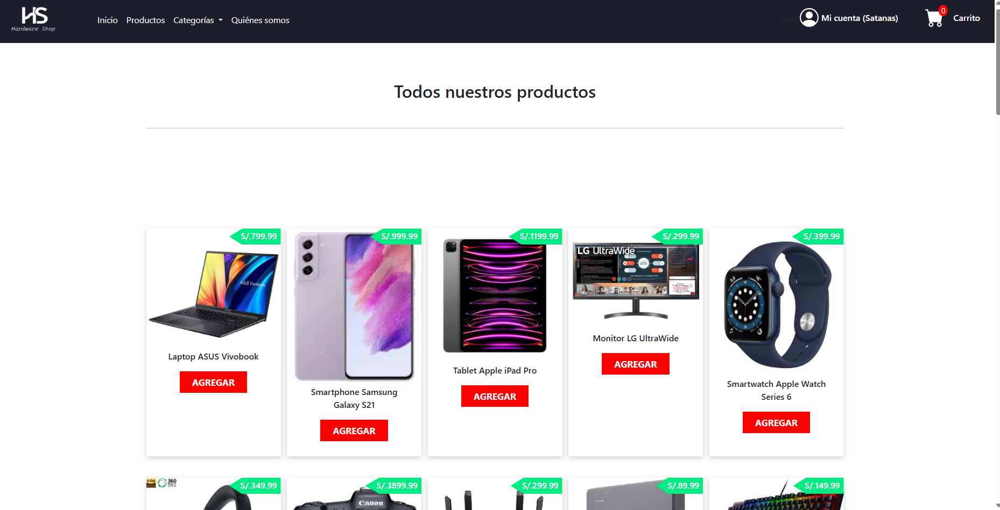 HS
Hardware Shop
Inicio Productos Categorías Quiénes somos
Mi cuenta (Satanas)
0
Carrito
Todos nuestros productos
S/.799.99
S/.999.99
S/.1199.99
S/.299.99
S/.399.99
ASUS Vivobook
LG UltraWide
Laptop ASUS Vivobook
AGREGAR
Smartphone Samsung
Galaxy S21
AGREGAR
Tablet Apple iPad Pro
AGREGAR
Monitor LG UltraWide
AGREGAR
Smartwatch Apple Watch
Series 6
AGREGAR
Hi-Res
AUDIO
360
S/.349.99
S/.3899.99
Canon
S/.299.99
S/.89.99
S/.149.99